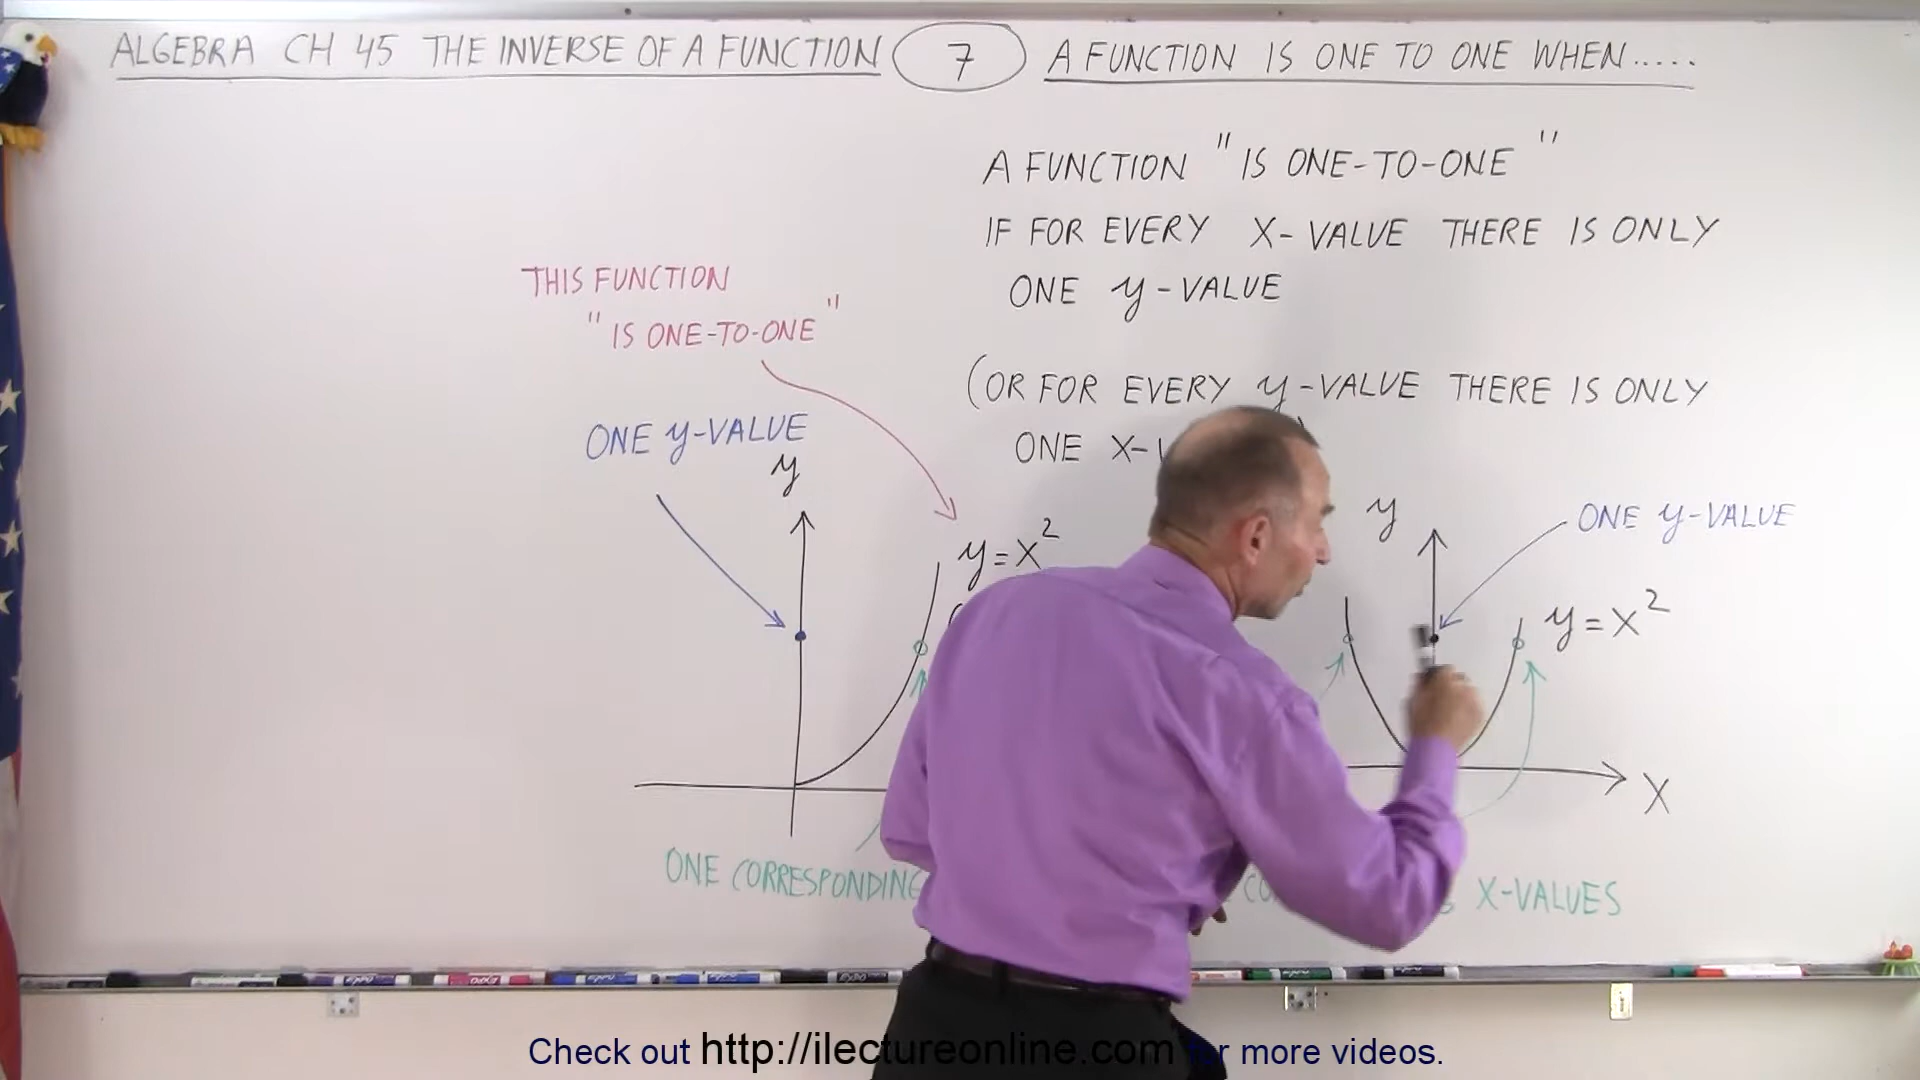 ALGEBRA CH 45 THE INVERSE OF A FUNCTION 7 A FUNCTION IS ONE TO ONE WHEN.....
A FUNCTION "IS ONE-TO-ONE"
IF FOR EVERY X-VALUE THERE IS ONLY
ONE y-VALUE
(OR FOR EVERY y-VALUE THERE IS ONLY
ONE X-
THIS FUNCTION
"IS ONE-TO-ONE"
ONE y-VALUE
y
y=x²
y
ONE y-VALUE
y=x²
X
ONE CORRESPONDING
X-VALUES
Check out http://ilectureonline.com for more videos.